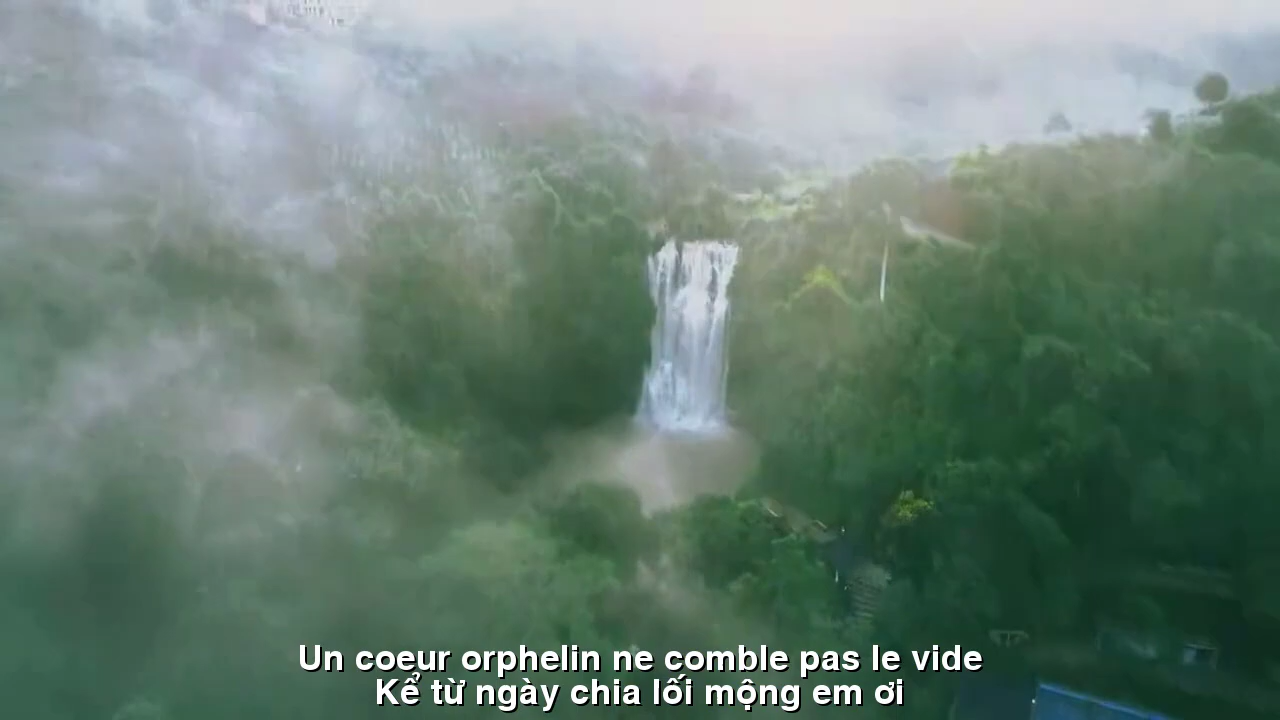 Un coeur orphelin ne comble pas le vide
Kể từ ngày chia lối mộng em ơi